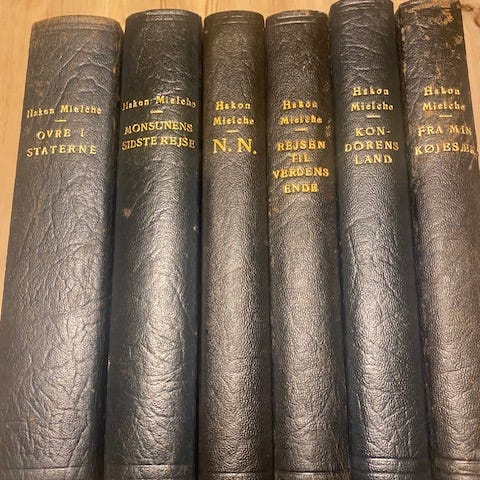 Hakon Mielche
OVRE I
STATERNE
Hakon Mielche
MONSUNENS
SIDSTE REJSE
Hakon
Mielche
N. N.
Hakon
Mielche
REJSEN
TIL
VERDENS
ENDE
Hakon
Mielche
KON-
DORENS
LAND
Hakon
Mielche
FRA MIN
KØJESÆK